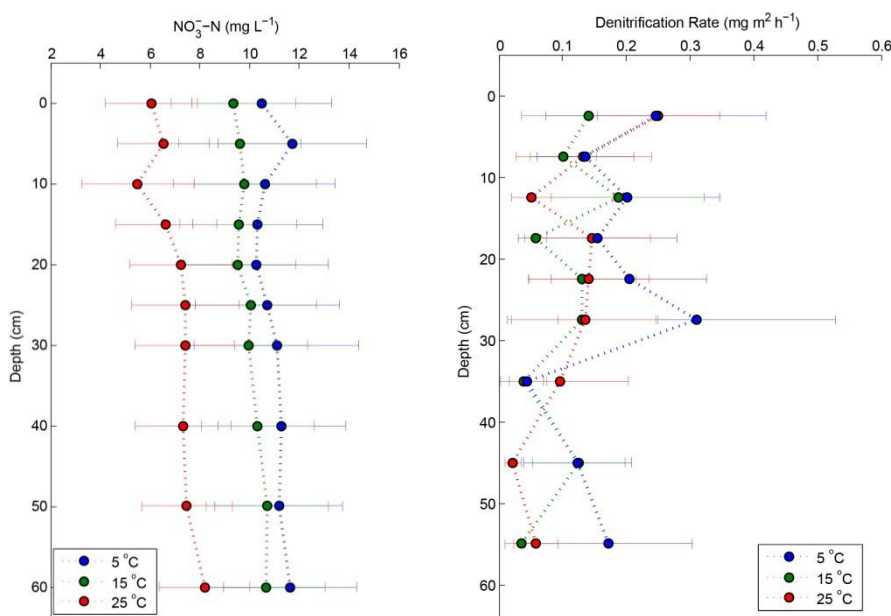 NO₃⁻−N (mg L⁻¹)
2 4 6 8 10 12 14 16
0
10
20
30
40
50
60
Depth (cm)
5 °C
15 °C
25 °C
Denitrification Rate (mg m² h⁻¹)
0 0.1 0.2 0.3 0.4 0.5 0.6
0
10
20
30
40
50
60
Depth (cm)
5 °C
15 °C
25 °C